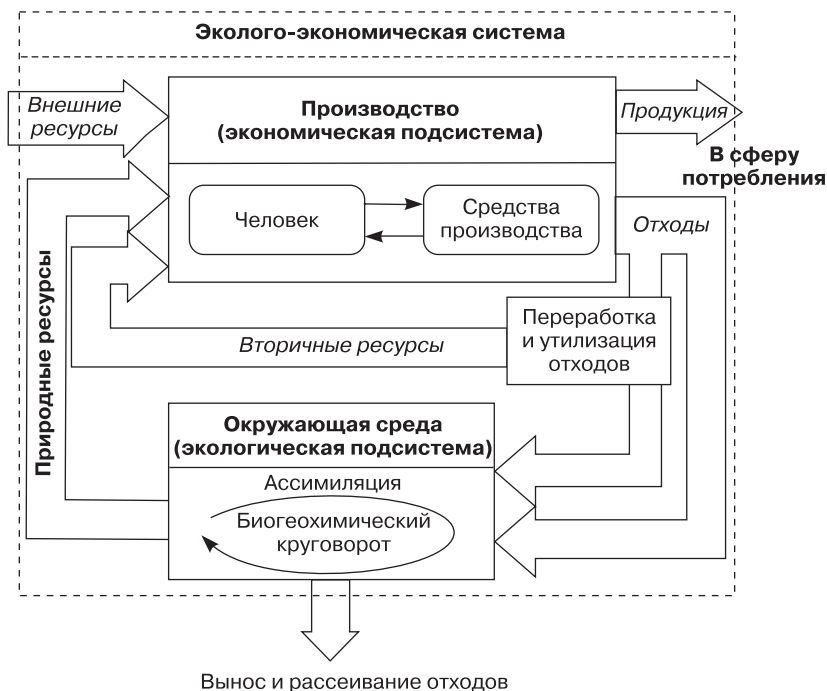 Эколого-экономическая система
Внешние
ресурсы
Производство
(экономическая подсистема)
Продукция
В сферу
потребления
Человек
Средства
производства
Отходы
Природные ресурсы
Переработка
и утилизация
отходов
Вторичные ресурсы
Окружающая среда
(экологическая подсистема)
Ассимиляция
Биогеохимический
круговорот
Вынос и рассеивание отходов